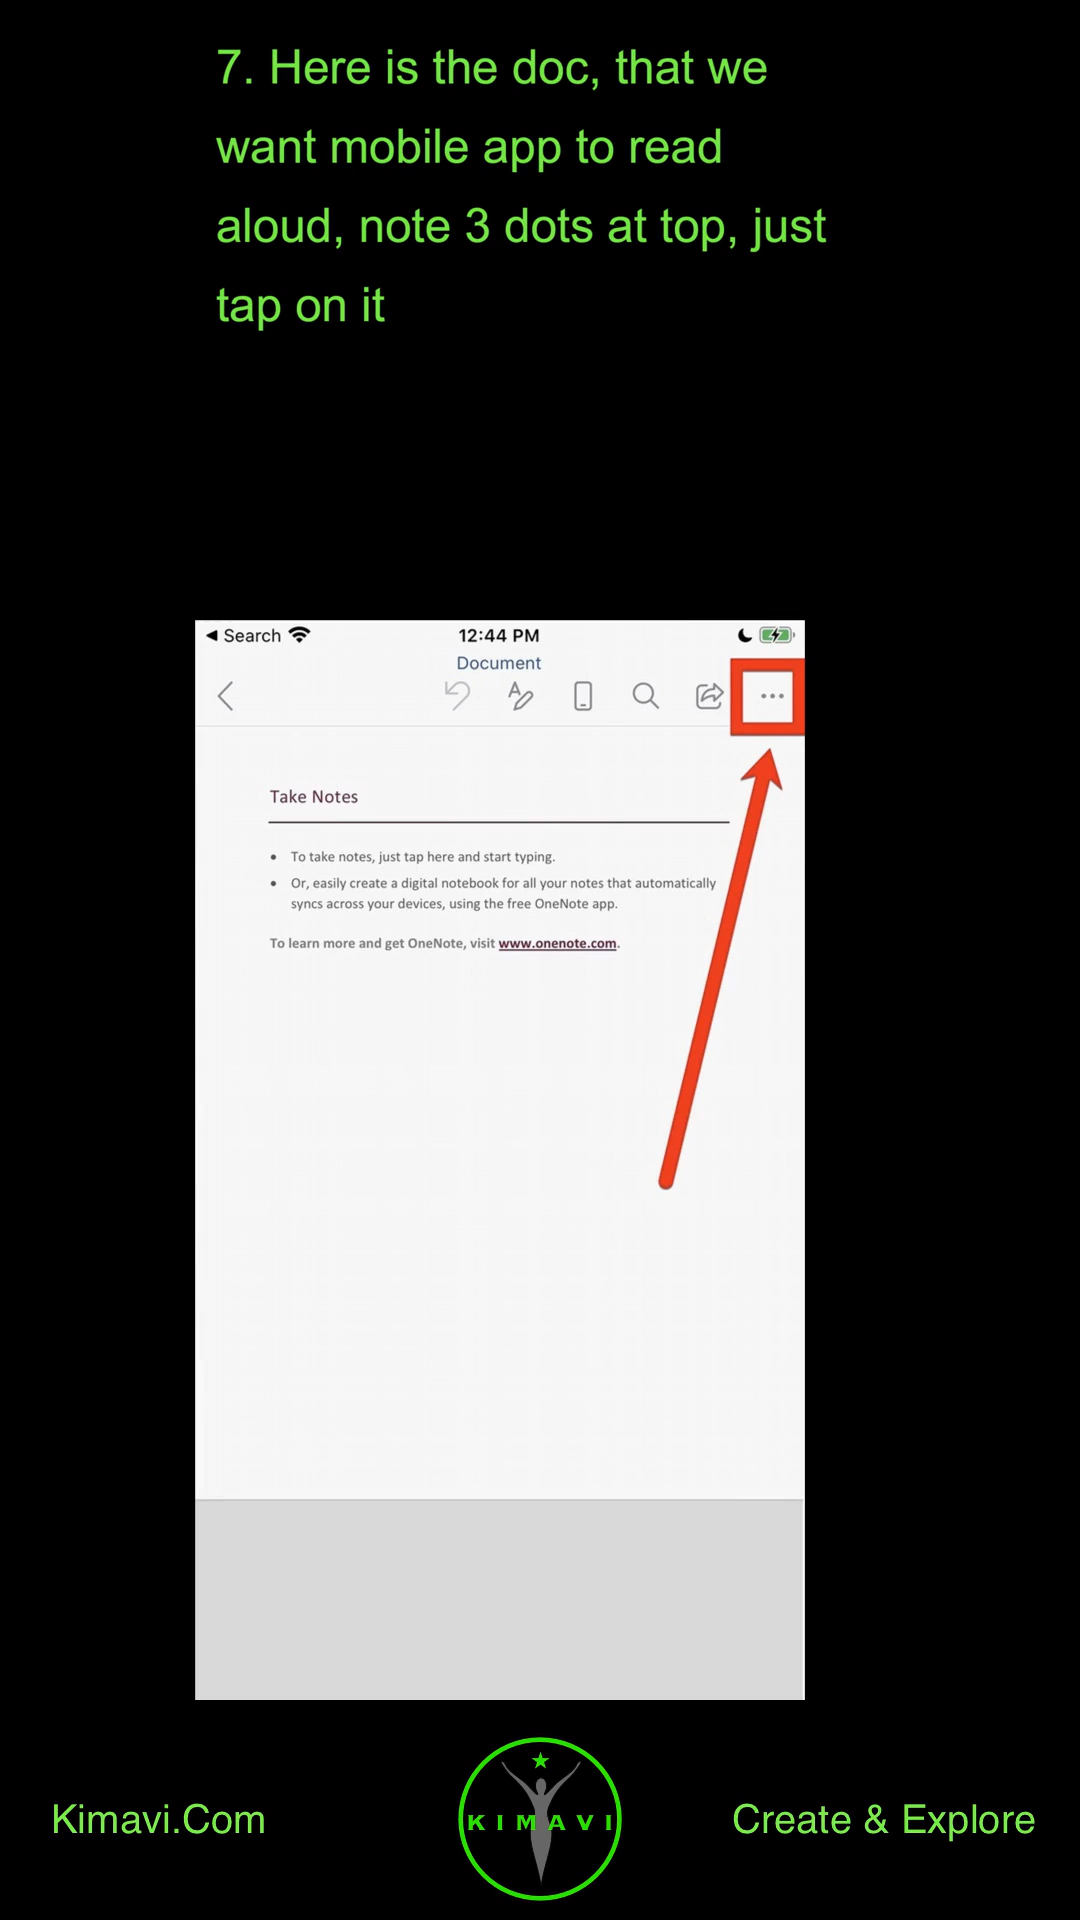 7. Here is the doc, that we
want mobile app to read
aloud, note 3 dots at top, just
tap on it
Search
12:44 PM
Document
Take Notes
• To take notes, just tap here and start typing.
• Or, easily create a digital notebook for all your notes that automatically
syncs across your devices, using the free OneNote app.
To learn more and get OneNote, visit www.onenote.com.
Kimavi.Com
KIMAVI
Create & Explore